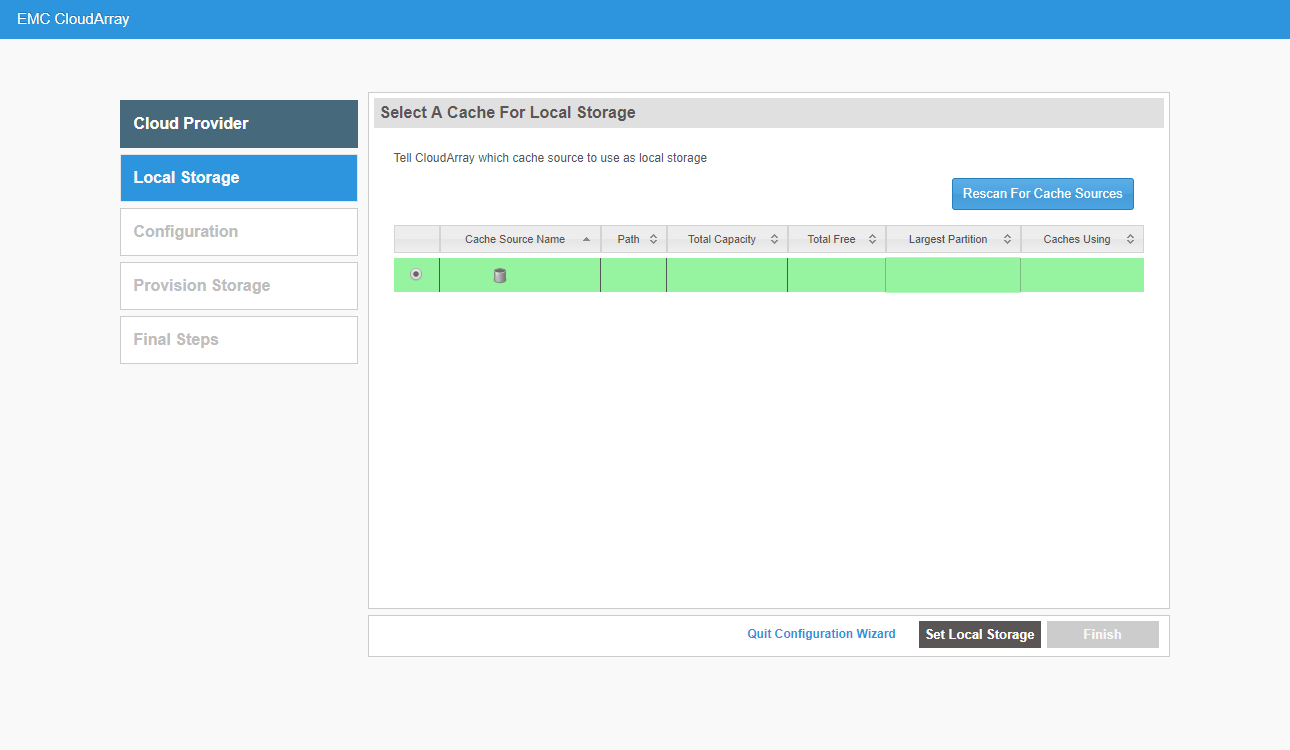 EMC CloudArray
Cloud Provider
Local Storage
Configuration
Provision Storage
Final Steps
Select A Cache For Local Storage
Tell CloudArray which cache source to use as local storage
Rescan For Cache Sources
Cache Source Name Path Total Capacity Total Free Largest Partition Caches Using
Quit Configuration Wizard Set Local Storage Finish